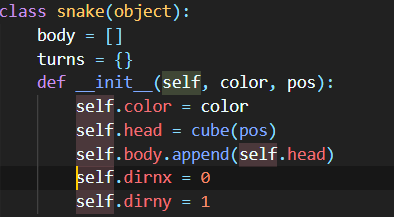 class snake(object):
    body = []
    turns = {}
    def __init__(self, color, pos):
        self.color = color
        self.head = cube(pos)
        self.body.append(self.head)
        self.dirnx = 0
        self.dirny = 1